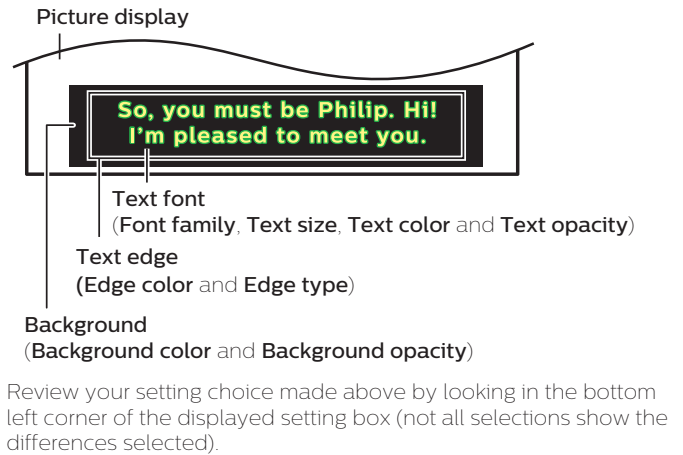 Picture display
So, you must be Philip. Hi!
I'm pleased to meet you.
Text font
(Font family, Text size, Text color and Text opacity)
Text edge
(Edge color and Edge type)
Background
(Background color and Background opacity)
Review your setting choice made above by looking in the bottom
left corner of the displayed setting box (not all selections show the
differences selected).